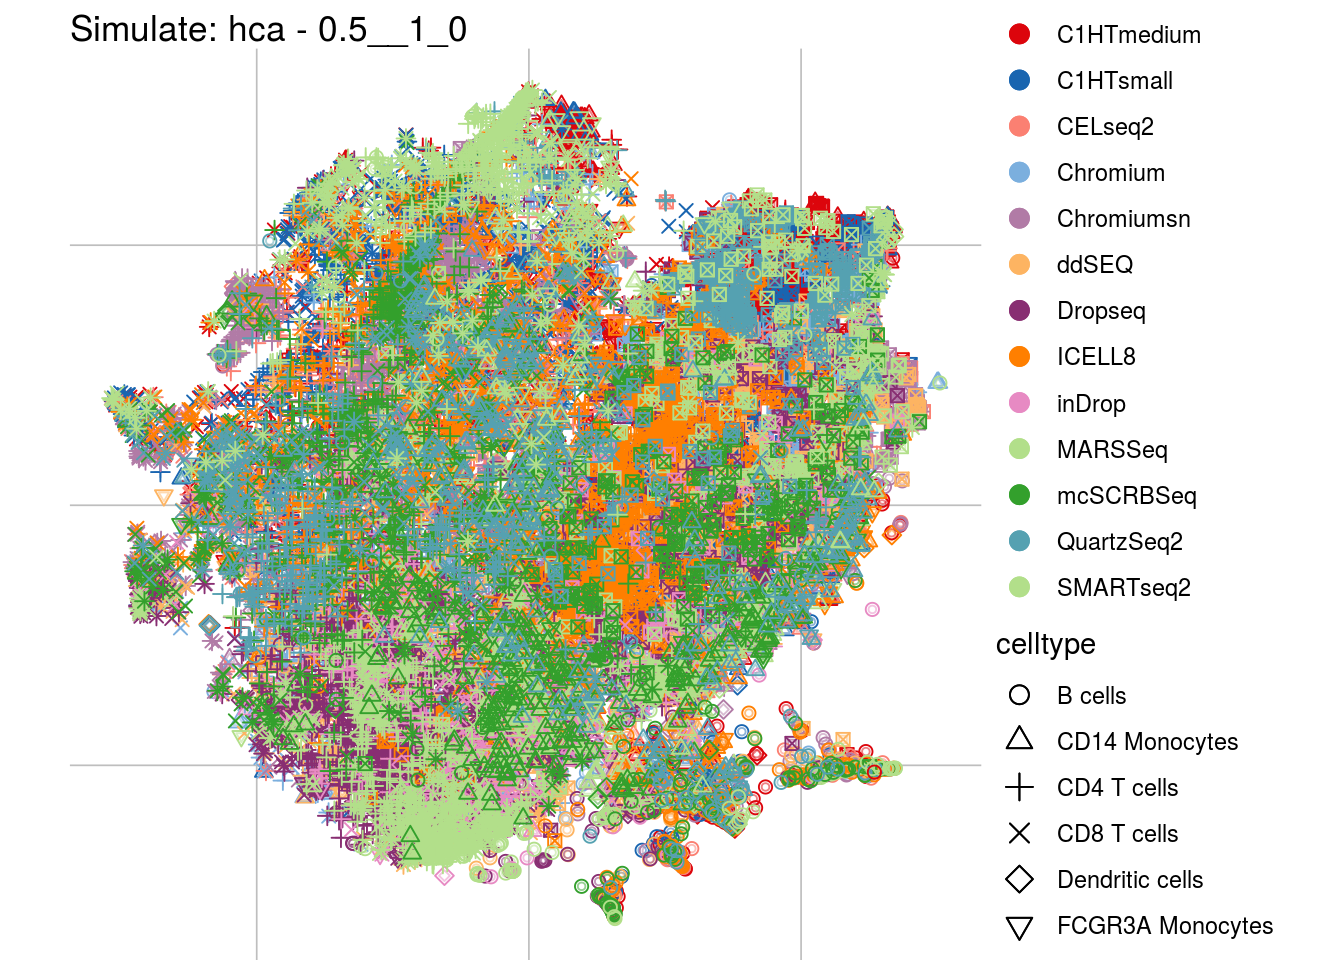 Simulate: hca - 0.5__1_0
C1HTmedium
C1HTsmall
CELseq2
Chromium
Chromiumsn
ddSEQ
Dropseq
ICELL8
inDrop
MARSSeq
mcSCRBSeq
QuartzSeq2
SMARTseq2
celltype
B cells
CD14 Monocytes
CD4 T cells
CD8 T cells
Dendritic cells
FCGR3A Monocytes